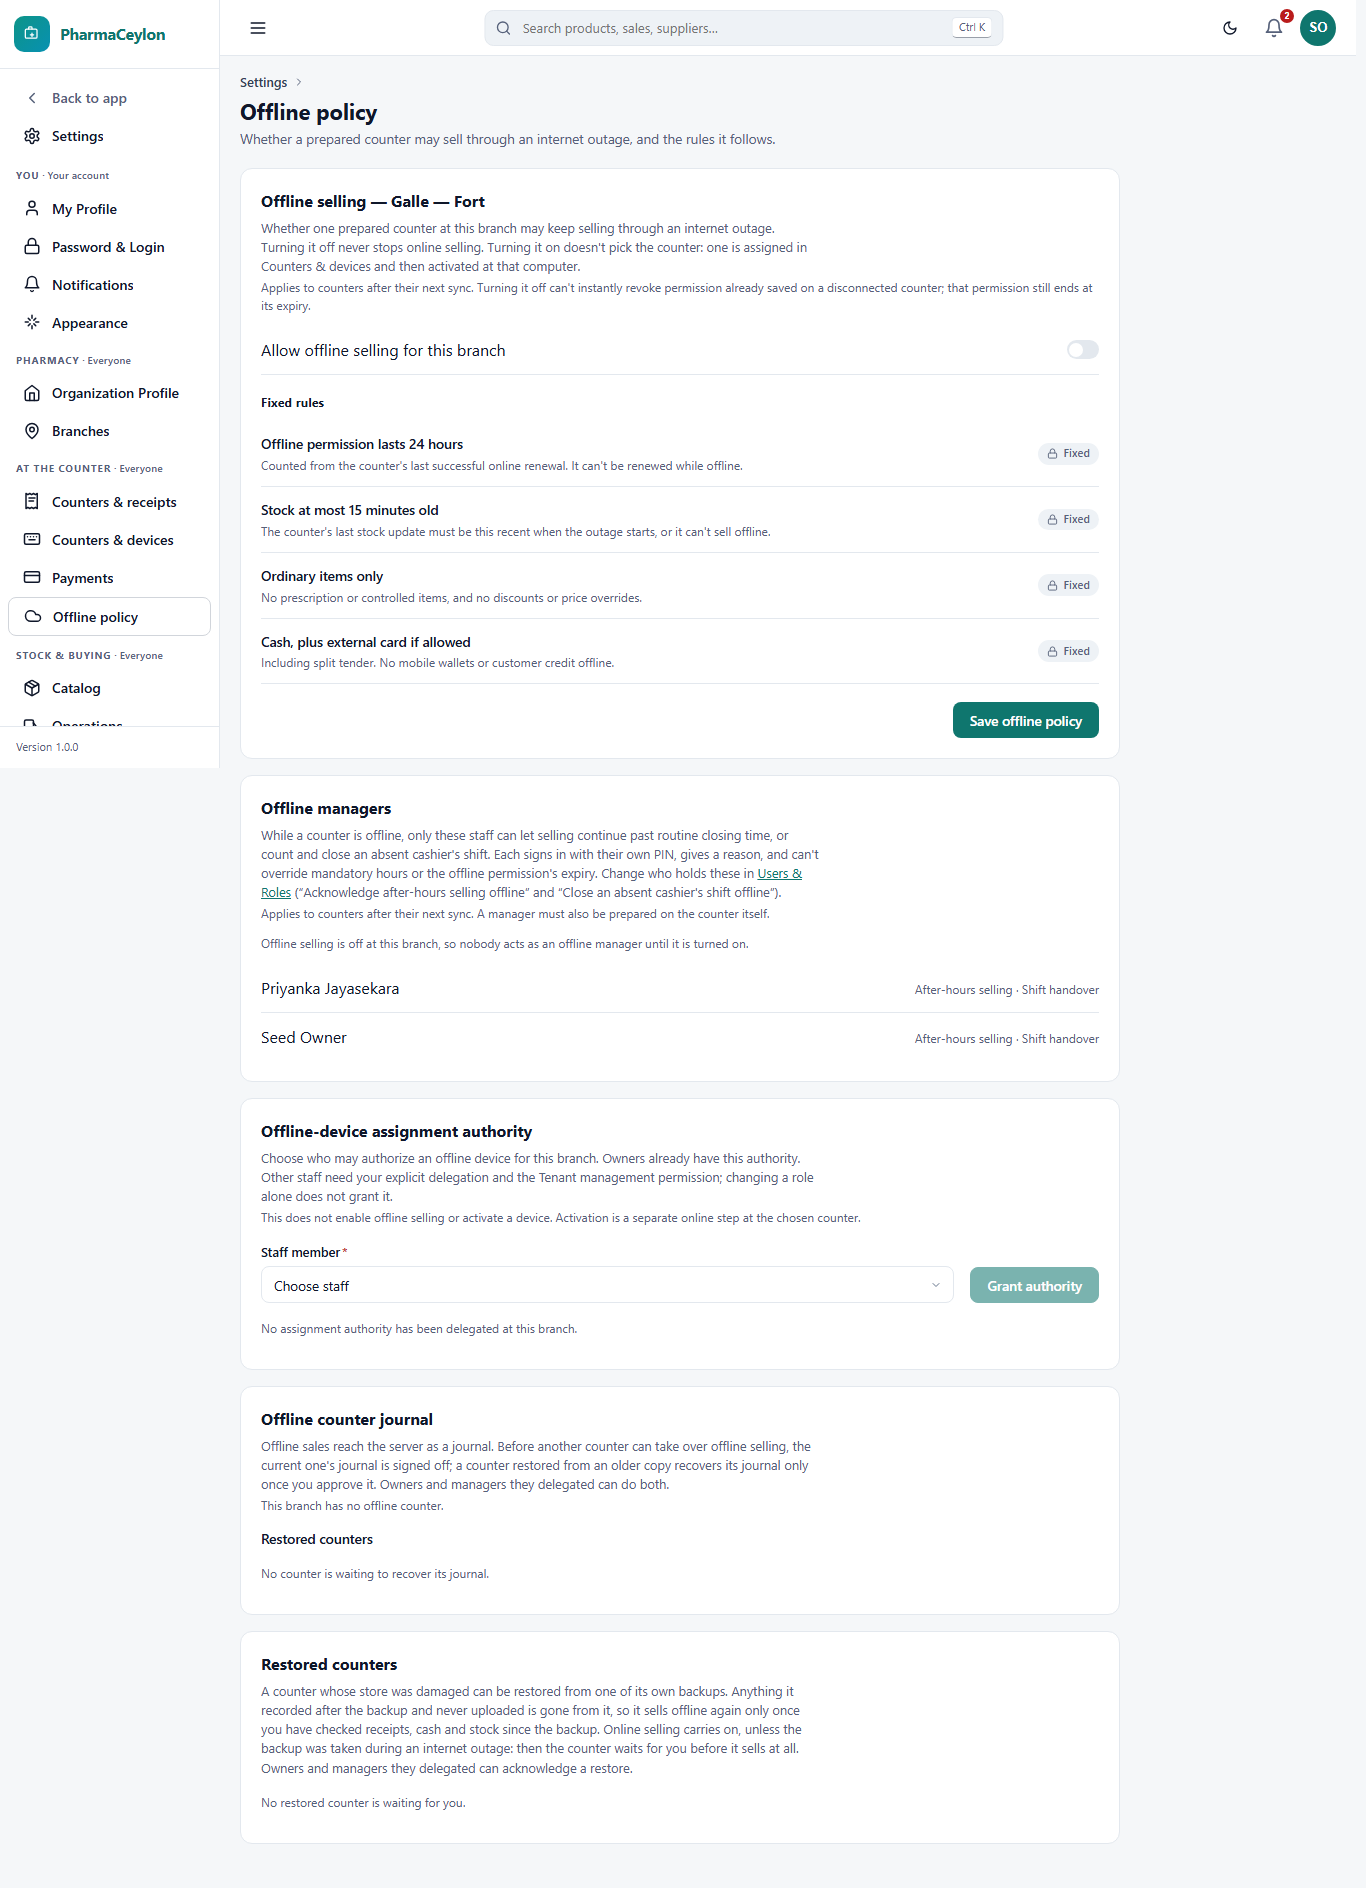 PharmaCeylon
Search products, sales, suppliers...
Ctrl K
2
SO
Back to app
Settings
YOU · Your account
My Profile
Password & Login
Notifications
Appearance
PHARMACY · Everyone
Organization Profile
Branches
AT THE COUNTER · Everyone
Counters & receipts
Counters & devices
Payments
Offline policy
STOCK & BUYING · Everyone
Catalog
Operations
Version 1.0.0
Settings
Offline policy
Whether a prepared counter may sell through an internet outage, and the rules it follows.
Offline selling — Galle — Fort
Whether one prepared counter at this branch may keep selling through an internet outage.
Turning it off never stops online selling. Turning it on doesn't pick the counter: one is assigned in
Counters & devices and then activated at that computer.
Applies to counters after their next sync. Turning it off can't instantly revoke permission already saved on a disconnected counter; that permission still ends at
its expiry.
Allow offline selling for this branch
Fixed rules
Offline permission lasts 24 hours
Counted from the counter's last successful online renewal. It can't be renewed while offline.
Fixed
Stock at most 15 minutes old
The counter's last stock update must be this recent when the outage starts, or it can't sell offline.
Fixed
Ordinary items only
No prescription or controlled items, and no discounts or price overrides.
Fixed
Cash, plus external card if allowed
Including split tender. No mobile wallets or customer credit offline.
Fixed
Save offline policy
Offline managers
While a counter is offline, only these staff can let selling continue past routine closing time, or
count and close an absent cashier's shift. Each signs in with their own PIN, gives a reason, and can't
override mandatory hours or the offline permission's expiry. Change who holds these in Users &
Roles (“Acknowledge after-hours selling offline” and “Close an absent cashier's shift offline”).
Applies to counters after their next sync. A manager must also be prepared on the counter itself.
Offline selling is off at this branch, so nobody acts as an offline manager until it is turned on.
Priyanka Jayasekara
After-hours selling · Shift handover
Seed Owner
After-hours selling · Shift handover
Offline-device assignment authority
Choose who may authorize an offline device for this branch. Owners already have this authority.
Other staff need your explicit delegation and the Tenant management permission; changing a role
alone does not grant it.
This does not enable offline selling or activate a device. Activation is a separate online step at the chosen counter.
Staff member*
Choose staff
Grant authority
No assignment authority has been delegated at this branch.
Offline counter journal
Offline sales reach the server as a journal. Before another counter can take over offline selling, the
current one's journal is signed off; a counter restored from an older copy recovers its journal only
once you approve it. Owners and managers they delegated can do both.
This branch has no offline counter.
Restored counters
No counter is waiting to recover its journal.
Restored counters
A counter whose store was damaged can be restored from one of its own backups. Anything it
recorded after the backup and never uploaded is gone from it, so it sells offline again only once
you have checked receipts, cash and stock since the backup. Online selling carries on, unless the
backup was taken during an internet outage: then the counter waits for you before it sells at all.
Owners and managers they delegated can acknowledge a restore.
No restored counter is waiting for you.